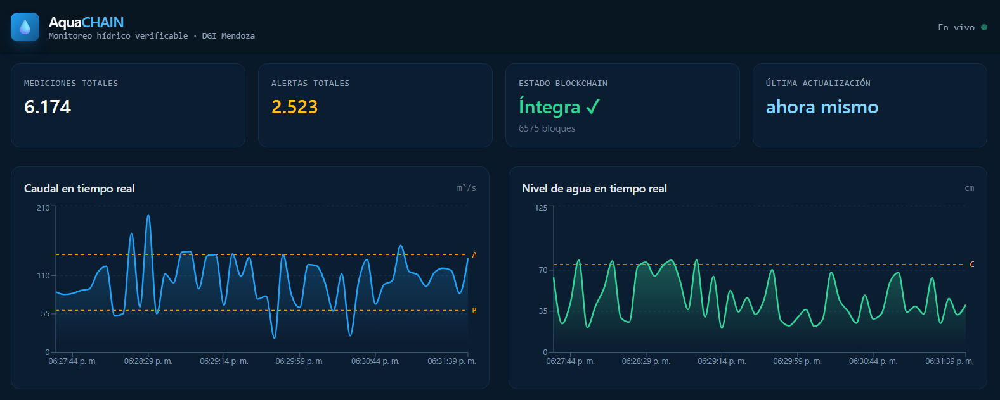 AquaCHAIN
Monitoreo hídrico verificable · DGI Mendoza
En vivo
MEDICIONES TOTALES
6.174
ALERTAS TOTALES
2.523
ESTADO BLOCKCHAIN
Íntegra ✓
6575 bloques
ÚLTIMA ACTUALIZACIÓN
ahora mismo
Caudal en tiempo real
m³/s
210
110
55
0
A
B
06:27:44 p. m.
06:28:29 p. m.
06:29:14 p. m.
06:29:59 p. m.
06:30:44 p. m.
06:31:39 p. m.
Nivel de agua en tiempo real
cm
125
70
35
0
C
06:27:44 p. m.
06:28:29 p. m.
06:29:14 p. m.
06:29:59 p. m.
06:30:44 p. m.
06:31:39 p. m.